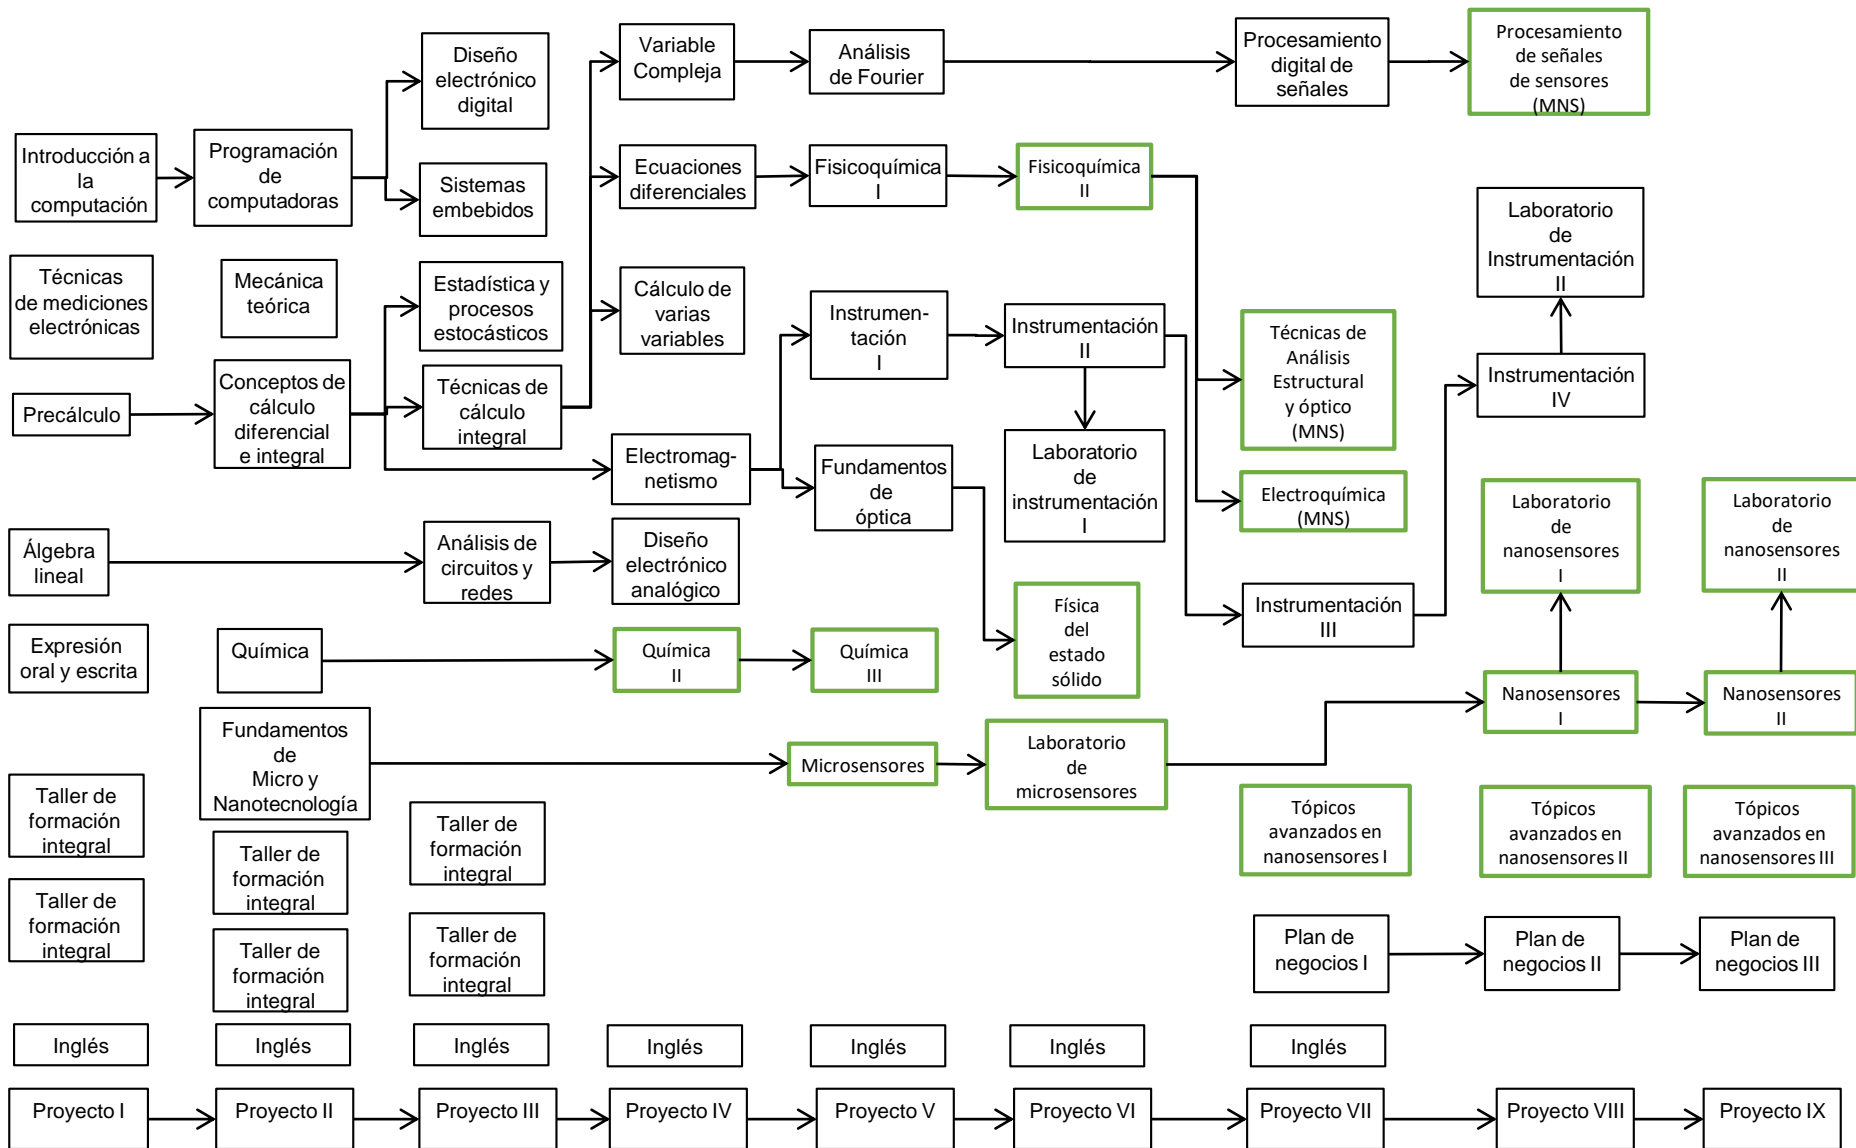 Diseño
electrónico
digital
Variable
Compleja
Análisis
de Fourier
Procesamiento
digital de
señales
Procesamiento
de señales
de sensores
(MNS)
Introducción a
la
computación
Programación
de
computadoras
Sistemas
embebidos
Ecuaciones
diferenciales
Fisicoquímica
I
Fisicoquímica
II
Laboratorio
de
Instrumentación
II
Técnicas
de mediciones
electrónicas
Mecánica
teórica
Estadística y
procesos
estocásticos
Cálculo de
varias
variables
Instrumen-
tación
I
Instrumentación
II
Técnicas de
Análisis
Estructural
y óptico
(MNS)
Instrumentación
IV
Precálculo
Conceptos de
cálculo
diferencial
e integral
Técnicas de
cálculo
integral
Electromag-
netismo
Fundamentos
de
óptica
Laboratorio
de
instrumentación
I
Electroquímica
(MNS)
Laboratorio
de
nanosensores
I
Laboratorio
de
nanosensores
II
Álgebra
lineal
Análisis de
circuitos y
redes
Diseño
electrónico
analógico
Física
del
estado
sólido
Instrumentación
III
Expresión
oral y escrita
Química
Química
II
Química
III
Nanosensores
I
Nanosensores
II
Fundamentos
de
Micro y
Nanotecnología
Microsensores
Laboratorio
de
microsensores
Taller de
formación
integral
Taller de
formación
integral
Taller de
formación
integral
Tópicos
avanzados en
nanosensores I
Tópicos
avanzados en
nanosensores II
Tópicos
avanzados en
nanosensores III
Taller de
formación
integral
Taller de
formación
integral
Taller de
formación
integral
Plan de
negocios I
Plan de
negocios II
Plan de
negocios III
Inglés
Inglés
Inglés
Inglés
Inglés
Inglés
Inglés
Proyecto I
Proyecto II
Proyecto III
Proyecto IV
Proyecto V
Proyecto VI
Proyecto VII
Proyecto VIII
Proyecto IX